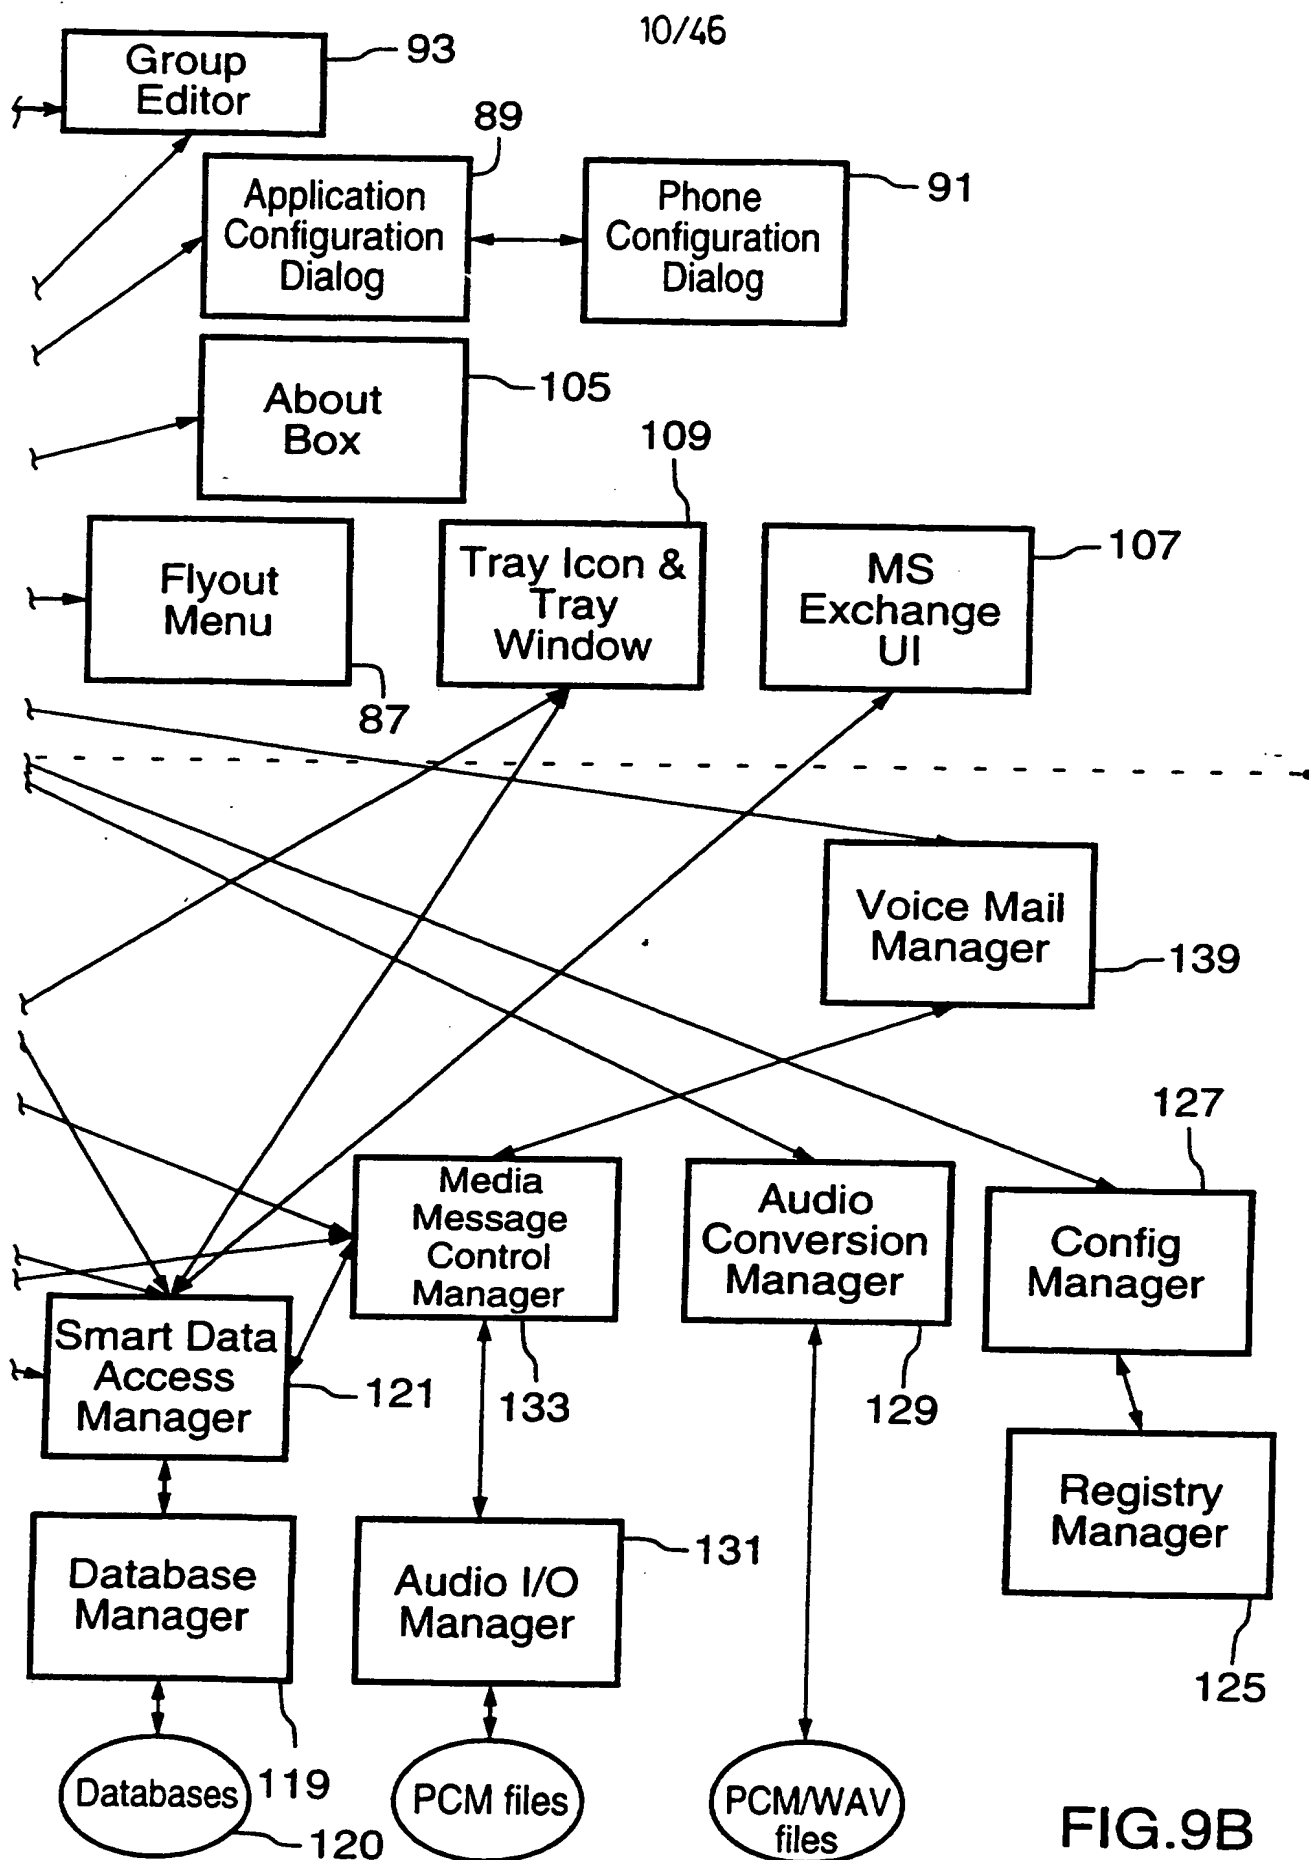 10/46
Group
Editor
93
89
Application
Configuration
Dialog
Phone
Configuration
Dialog
91
About
Box
105
109
Flyout
Menu
87
Tray Icon &
Tray
Window
MS
Exchange
UI
107
Voice Mail
Manager
139
127
Media
Message
Control
Manager
133
Audio
Conversion
Manager
129
Config
Manager
Smart Data
Access
Manager
121
Registry
Manager
125
Database
Manager
119
Audio I/O
Manager
131
Databases
120
PCM files
PCM/WAV
files
FIG.9B